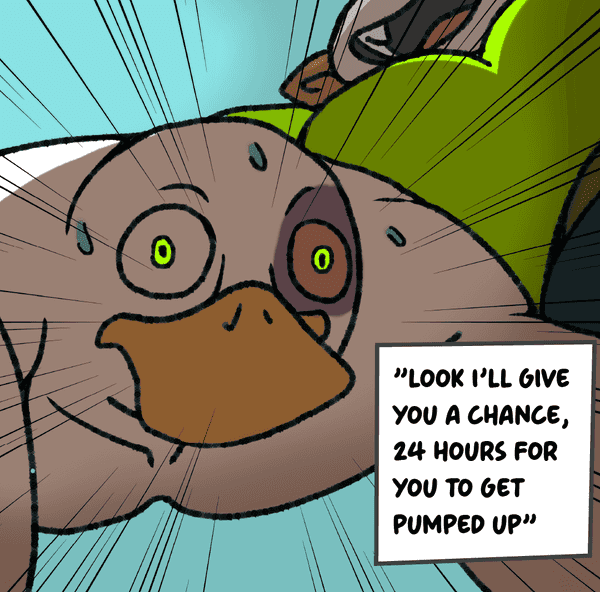 ”LOOK I'LL GIVE
YOU A CHANCE,
24 HOURS FOR
YOU TO GET
PUMPED UP”